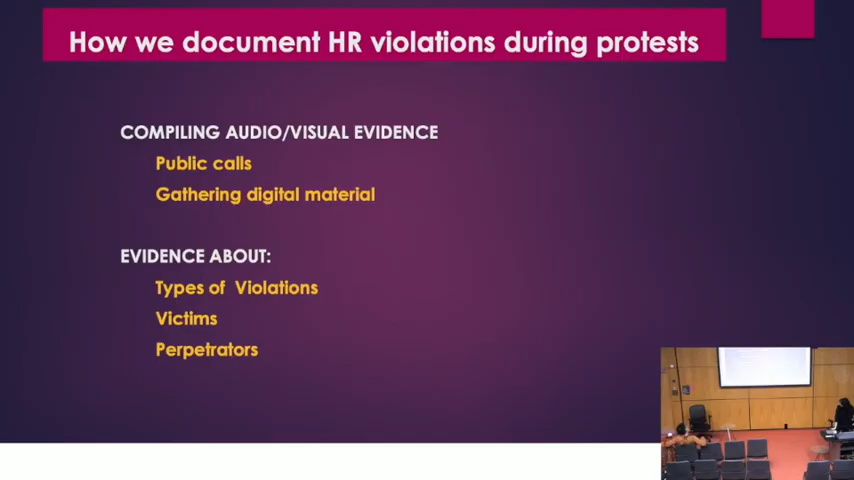 How we document HR violations during protests
COMPILING AUDIO/VISUAL EVIDENCE
Public calls
Gathering digital material
EVIDENCE ABOUT:
Types of Violations
Victims
Perpetrators